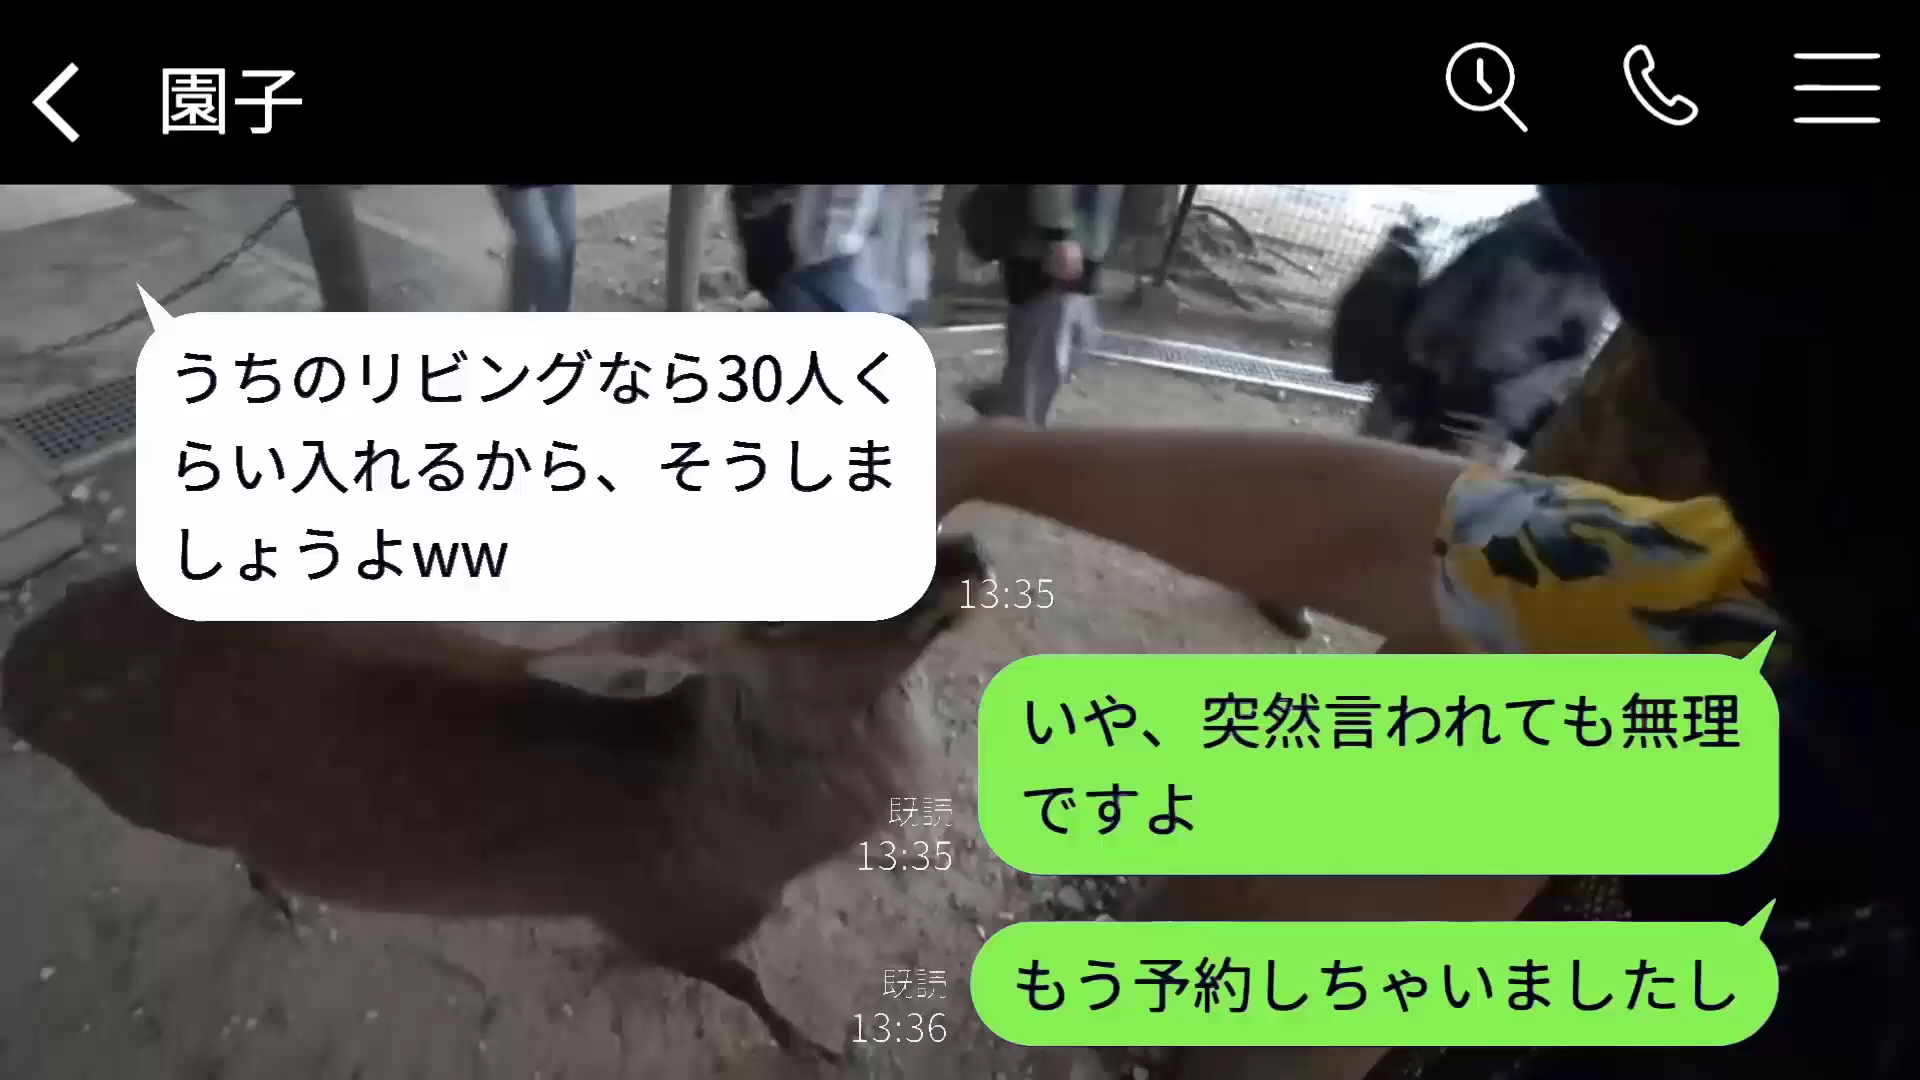 園子
うちのリビングなら30人く
らい入れるから、そうしま
しょうよww
13:35
いや、突然言われても無理
ですよ
既読
13:35
もう予約しちゃいましたし
既読
13:36